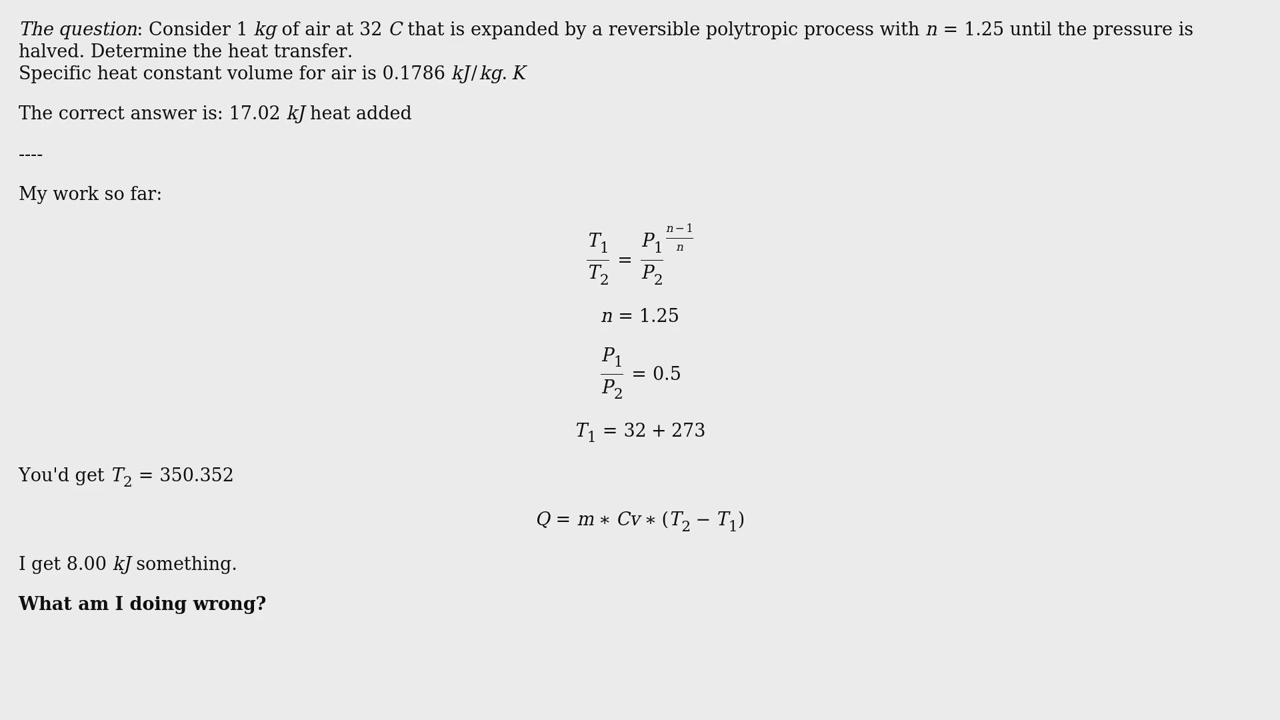 The question: Consider 1 kg of air at 32 C that is expanded by a reversible polytropic process with n = 1.25 until the pressure is
halved. Determine the heat transfer.
Specific heat constant volume for air is 0.1786 kJ/kg. K
The correct answer is: 17.02 kJ heat added
----
My work so far:
T₁/T₂ = P₁/P₂^((n−1)/n)
n = 1.25
P₁/P₂ = 0.5
T₁ = 32 + 273
You'd get T₂ = 350.352
Q = m ∗ Cv ∗ (T₂ − T₁)
I get 8.00 kJ something.
What am I doing wrong?